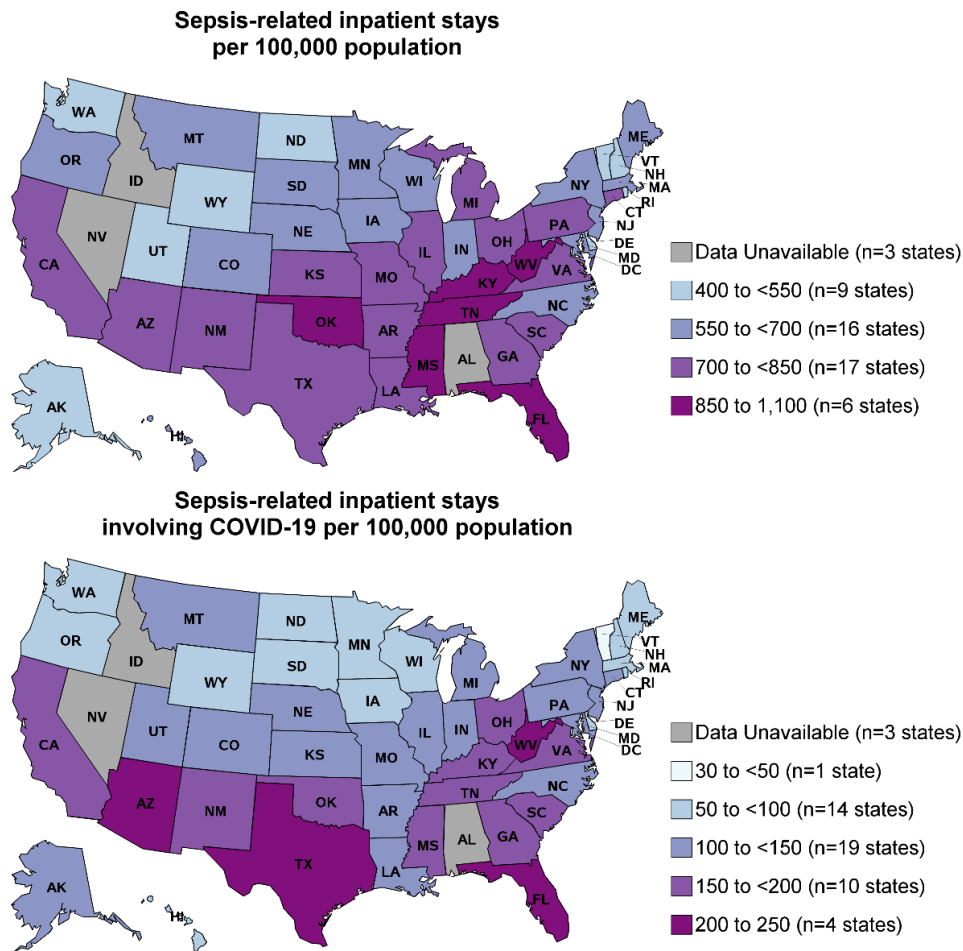 Sepsis-related inpatient stays
per 100,000 population
WA
MT
ND
MN
ME
OR
ID
SD
WI
MI
NY
VT
NH
MA
RI
CT
NJ
WY
IA
NE
PA
DE
MD
DC
NV
UT
CO
IL
IN
OH
WV
VA
CA
KS
MO
KY
NC
AZ
NM
OK
AR
TN
SC
TX
LA
MS
AL
GA
FL
AK
HI
Data Unavailable (n=3 states)
400 to <550 (n=9 states)
550 to <700 (n=16 states)
700 to <850 (n=17 states)
850 to 1,100 (n=6 states)
Sepsis-related inpatient stays
involving COVID-19 per 100,000 population
WA
MT
ND
MN
ME
OR
ID
SD
WI
MI
NY
VT
NH
MA
RI
CT
NJ
WY
IA
NE
PA
DE
MD
DC
NV
UT
CO
IL
IN
OH
WV
VA
CA
KS
MO
KY
NC
AZ
NM
OK
AR
TN
SC
TX
LA
MS
AL
GA
FL
AK
HI
Data Unavailable (n=3 states)
30 to <50 (n=1 state)
50 to <100 (n=14 states)
100 to <150 (n=19 states)
150 to <200 (n=10 states)
200 to 250 (n=4 states)